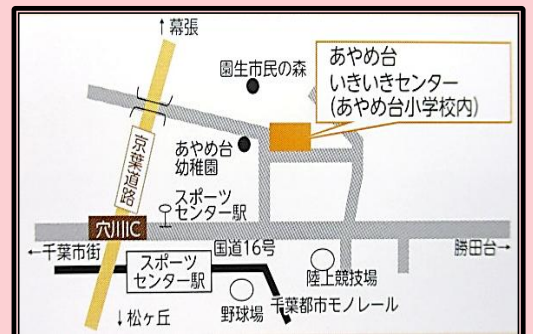 ↑幕張
園生市民の森
あやめ台
いきいきセンター
(あやめ台小学校内)
京葉道路
あやめ台
幼稚園
スポーツ
センター駅
穴川IC
←千葉市街
国道16号
勝田台→
スポーツ
センター駅
陸上競技場
千葉都市モノレール
野球場
↓松ヶ丘